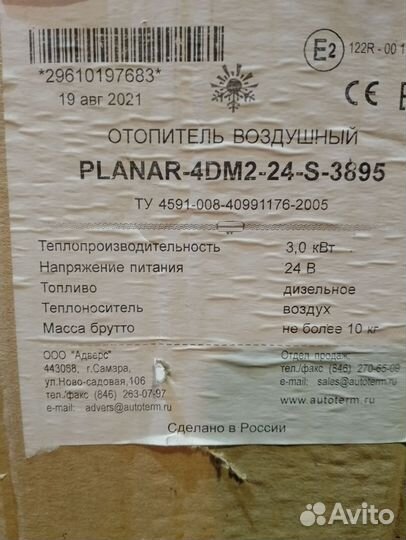 *29610197683*
19 авг 2021
E2 122R - 00 1
CE E
ОТОПИТЕЛЬ ВОЗДУШНЫЙ
PLANAR-4DM2-24-S-3895
ТУ 4591-008-40991176-2005
Теплопроизводительность 3,0 кВт
Напряжение питания 24 В
Топливо дизельное
Теплоноситель воздух
Масса брутто не более 10 кг
ООО "Адверс"
443068, г.Самара,
ул.Ново-садовая,106
тел./факс (846) 263-07-97
e-mail: advers@autoterm.ru
Отдел продаж:
тел./факс (846) 270-65-09
e-mail: sales@autoterm.ru
www.autoterm.ru
Сделано в России
Avito